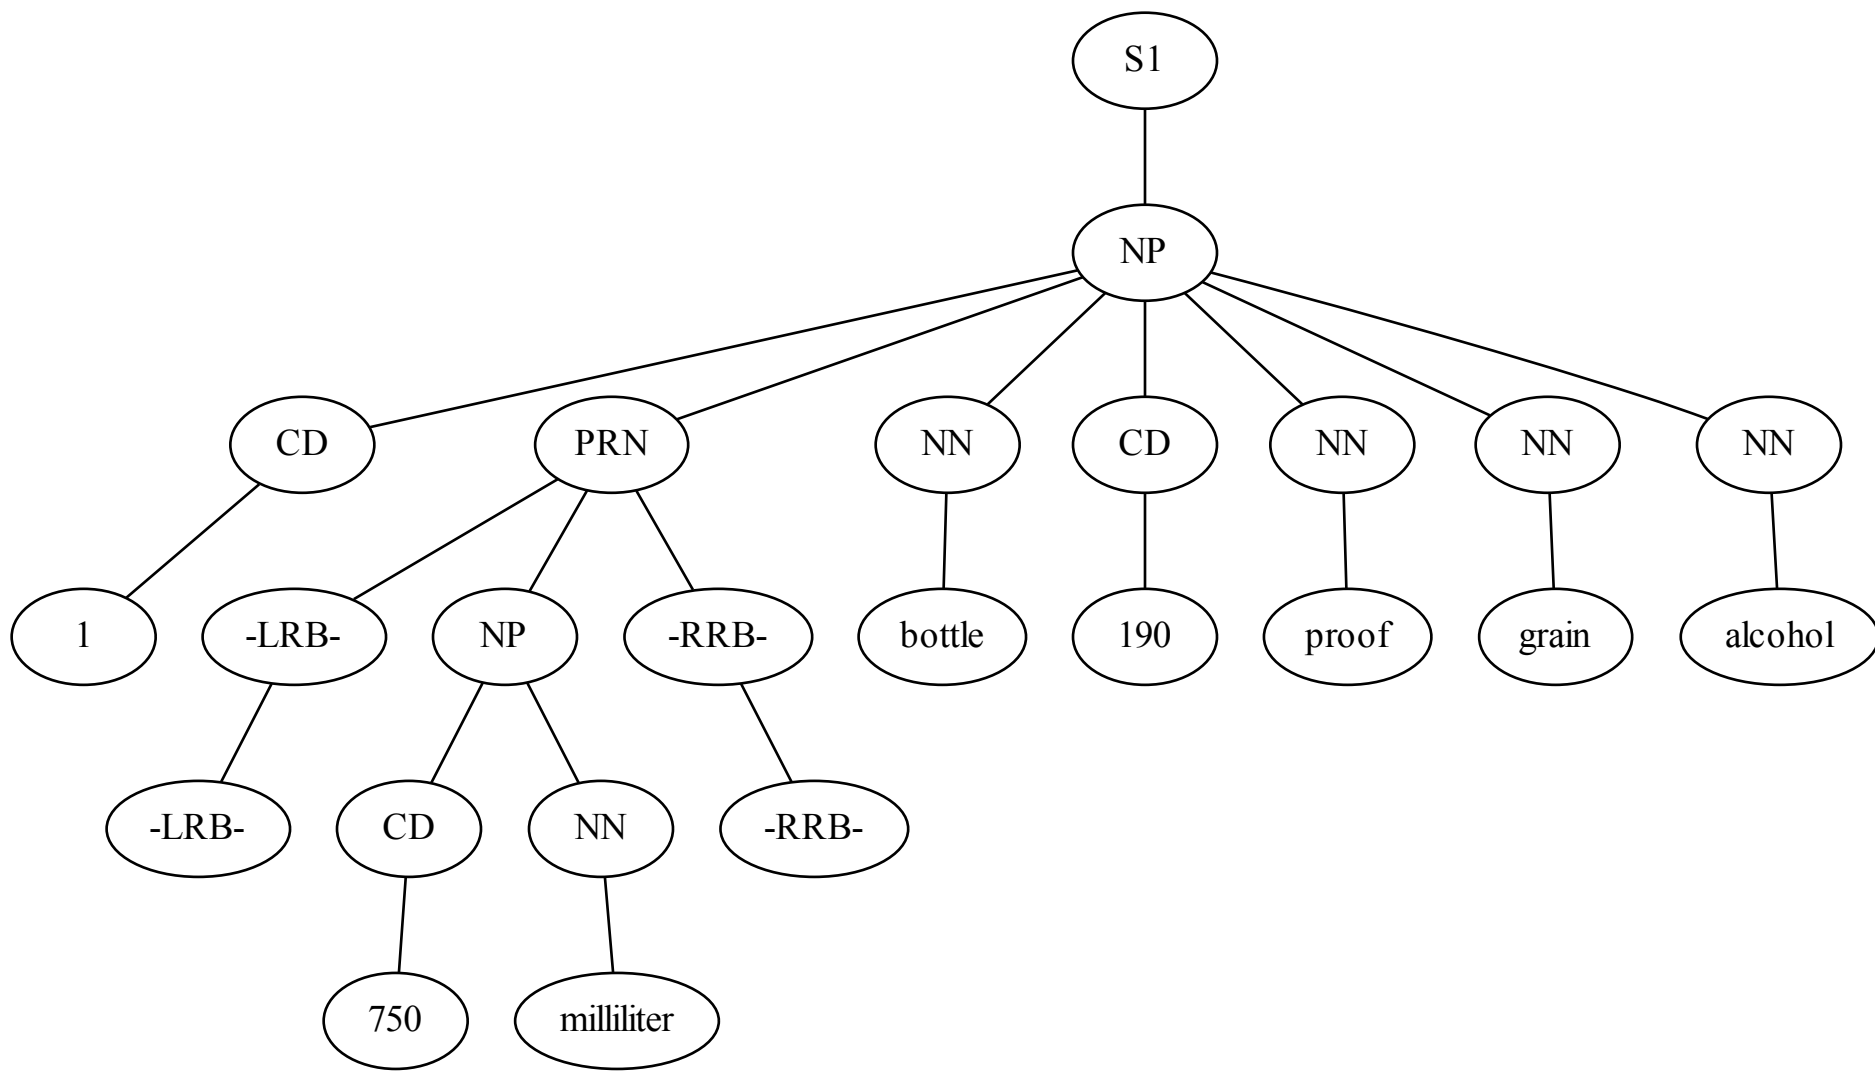 S1
NP
CD PRN NN CD NN NN NN
1 -LRB- NP -RRB- bottle 190 proof grain alcohol
-LRB- CD NN -RRB-
750 milliliter